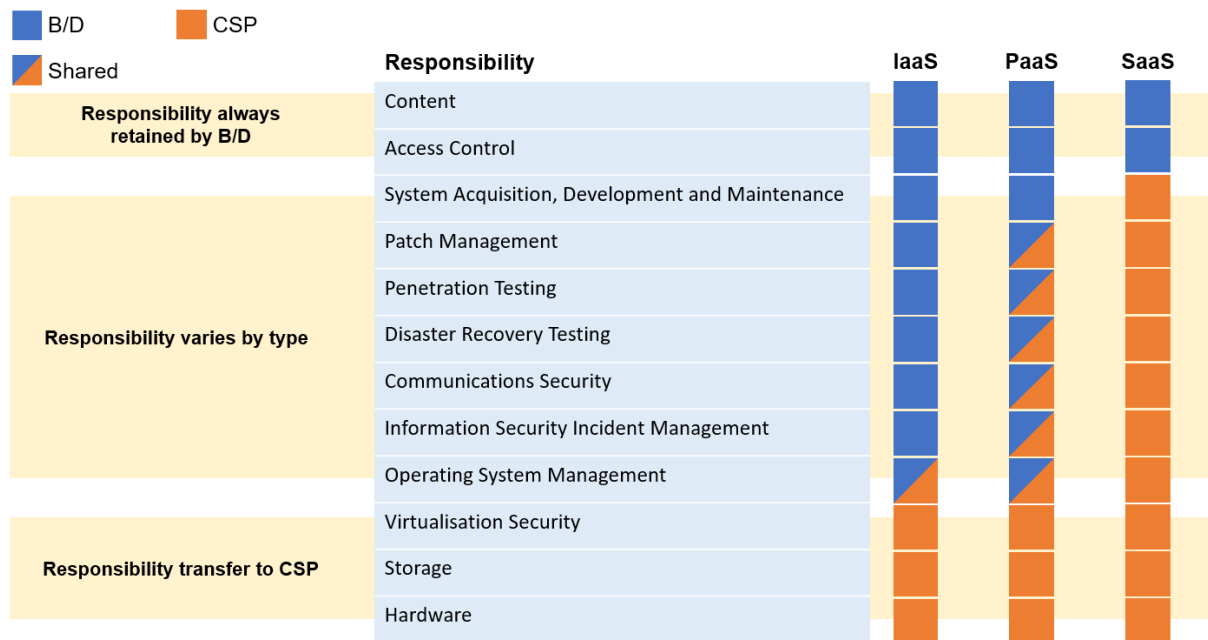 B/D
CSP
Shared
Responsibility
IaaS
PaaS
SaaS
Responsibility always
retained by B/D
Content
Access Control
Responsibility varies by type
System Acquisition, Development and Maintenance
Patch Management
Penetration Testing
Disaster Recovery Testing
Communications Security
Information Security Incident Management
Operating System Management
Responsibility transfer to CSP
Virtualisation Security
Storage
Hardware